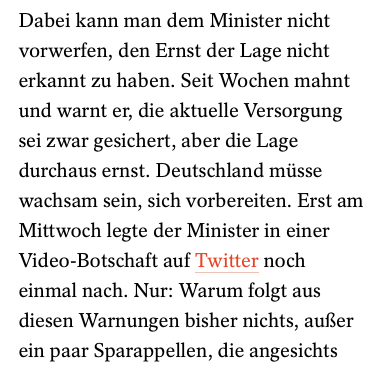 Dabei kann man dem Minister nicht
vorwerfen, den Ernst der Lage nicht
erkannt zu haben. Seit Wochen mahnt
und warnt er, die aktuelle Versorgung
sei zwar gesichert, aber die Lage
durchaus ernst. Deutschland müsse
wachsam sein, sich vorbereiten. Erst am
Mittwoch legte der Minister in einer
Video-Botschaft auf Twitter noch
einmal nach. Nur: Warum folgt aus
diesen Warnungen bisher nichts, außer
ein paar Sparappellen, die angesichts